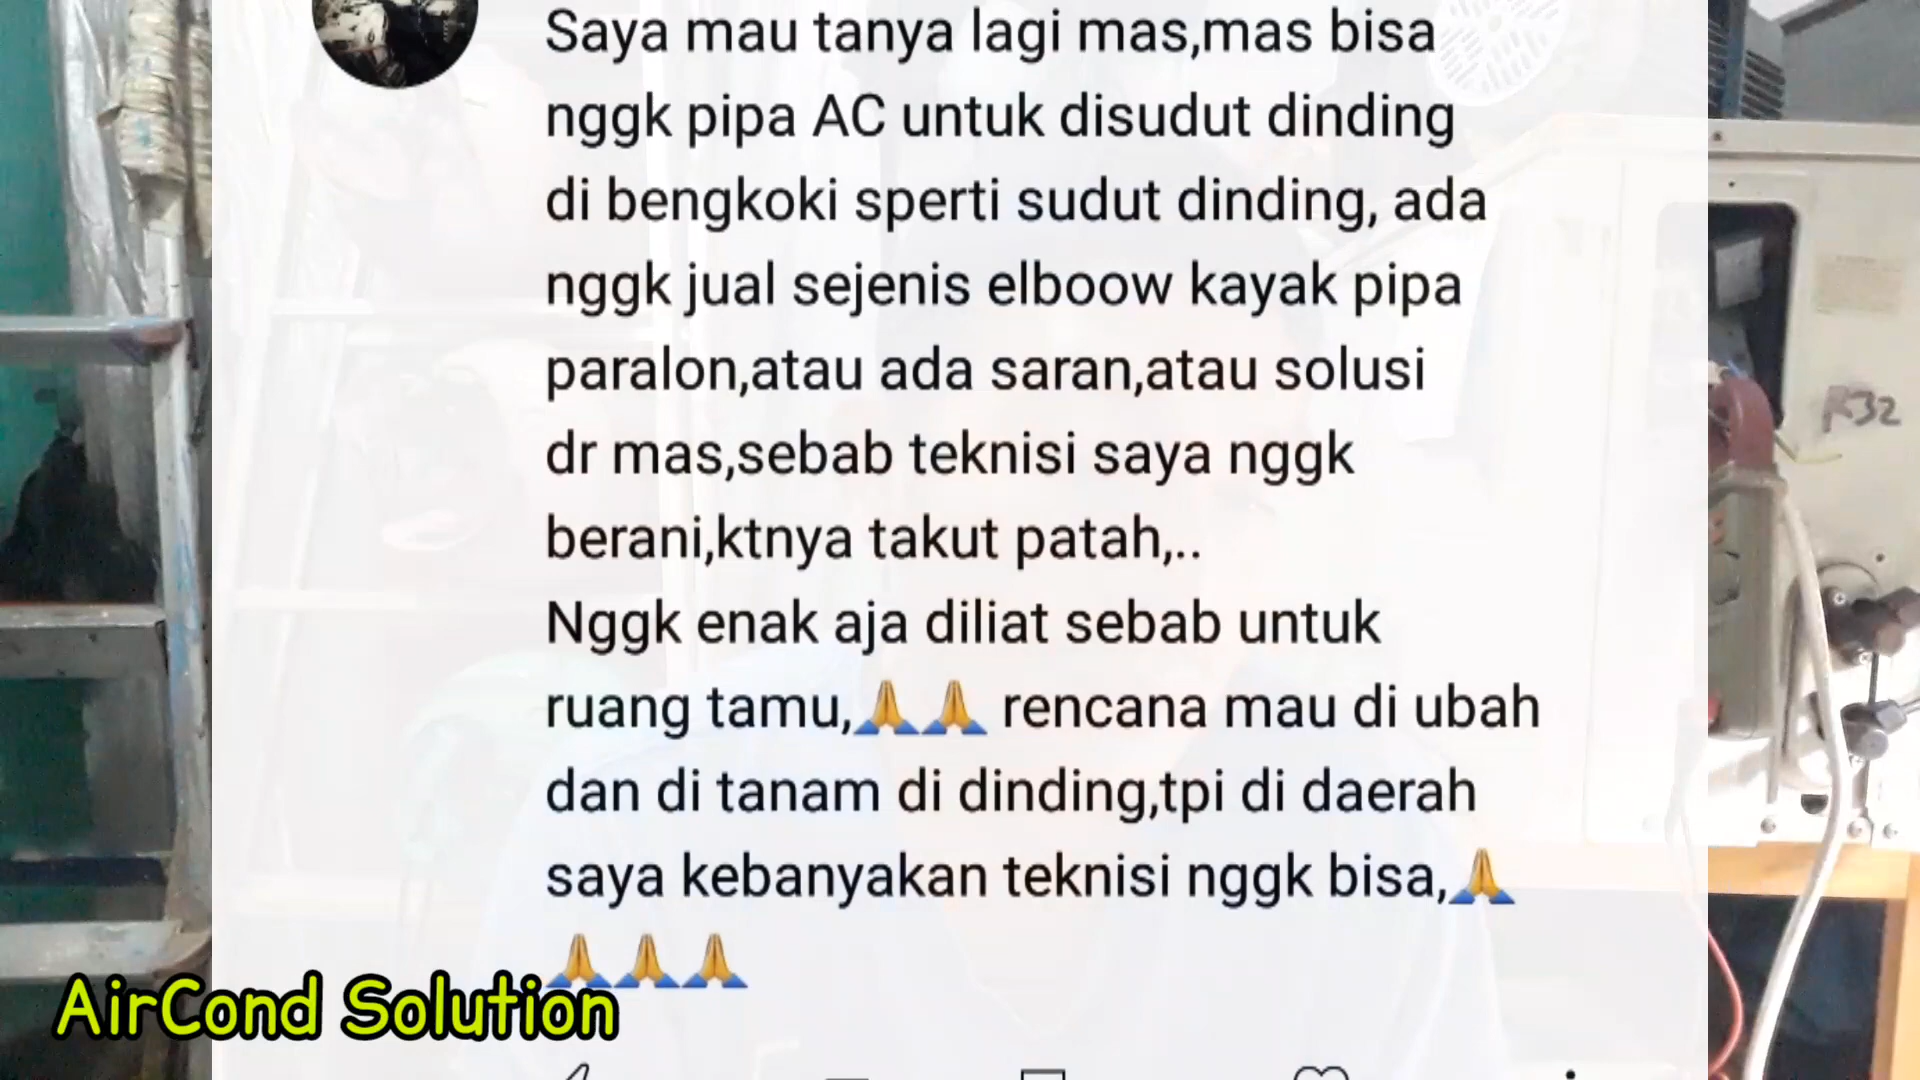 Saya mau tanya lagi mas,mas bisa
nggk pipa AC untuk disudut dinding
di bengkoki sperti sudut dinding, ada
nggk jual sejenis elboow kayak pipa
paralon,atau ada saran,atau solusi
dr mas,sebab teknisi saya nggk
berani,ktnya takut patah,..
Nggk enak aja diliat sebab untuk
ruang tamu,🙏🙏 rencana mau di ubah
dan di tanam di dinding,tpi di daerah
saya kebanyakan teknisi nggk bisa,🙏
🙏🙏🙏
AirCond Solution
R32